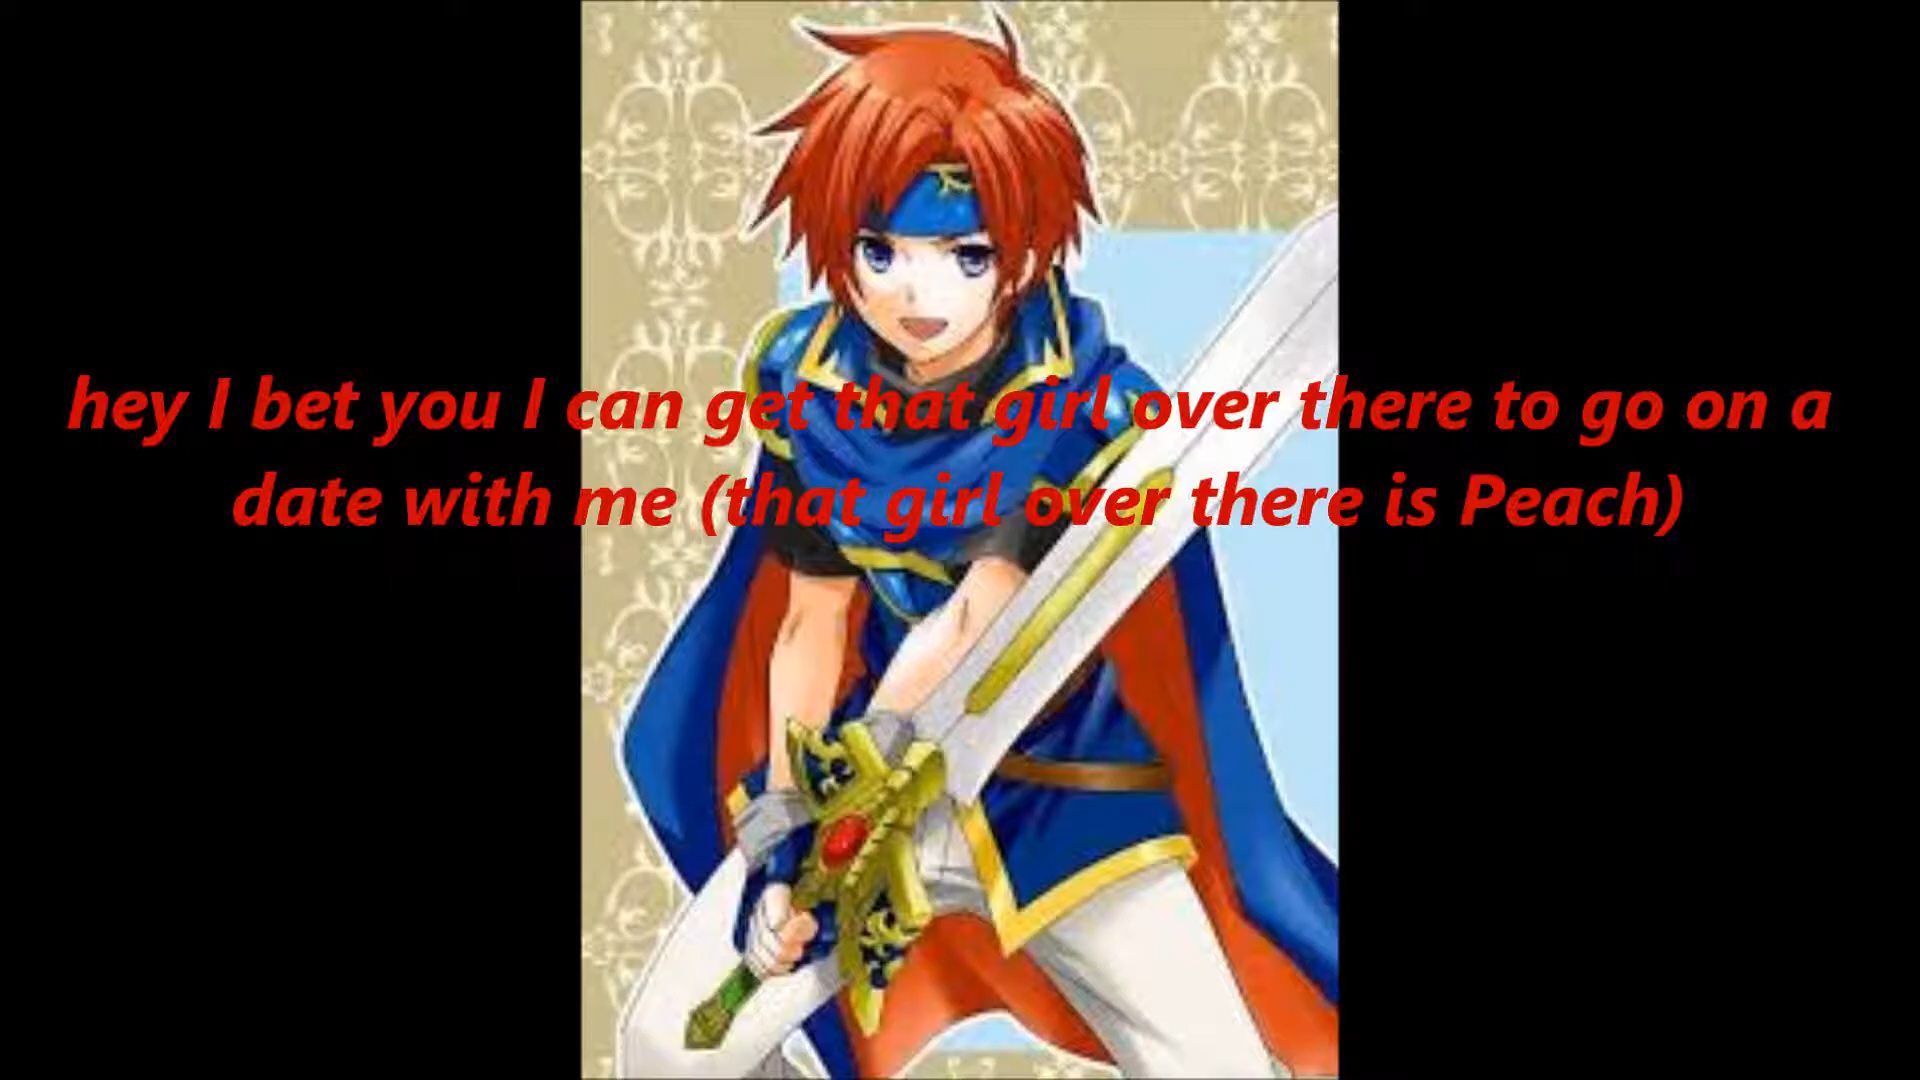 hey I bet you I can get that girl over there to go on a
date with me (that girl over there is Peach)